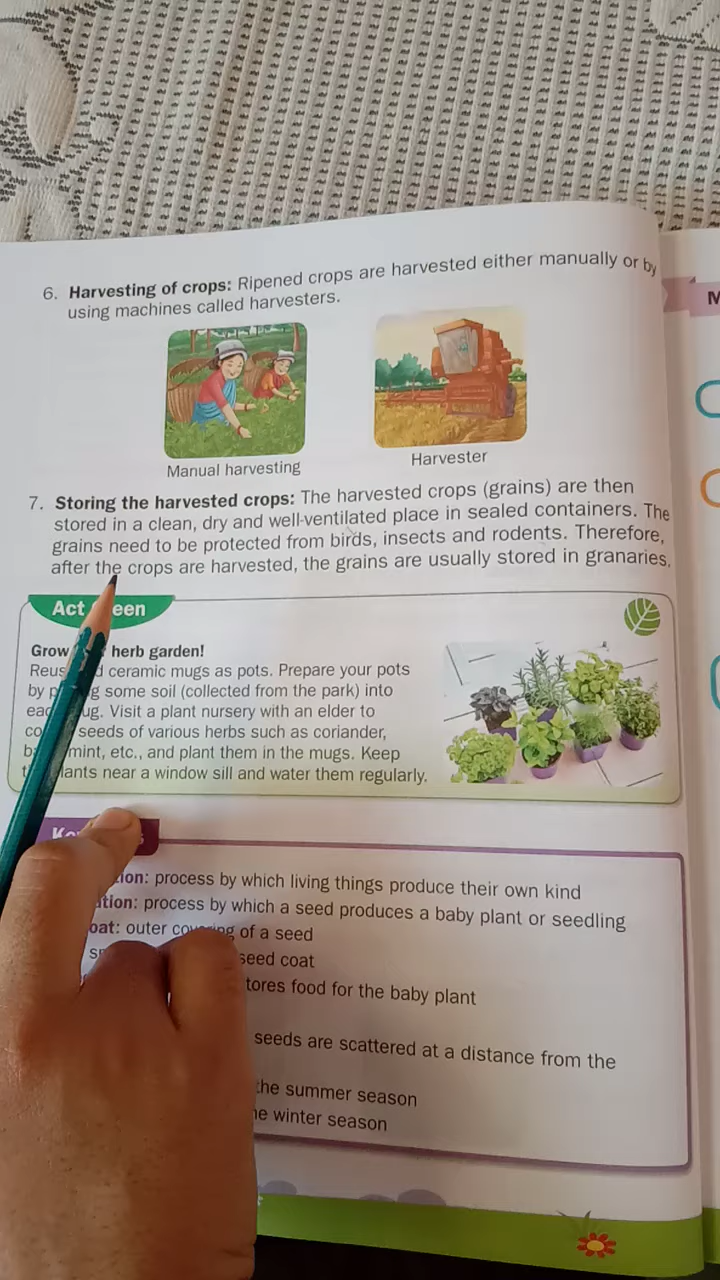 6. Harvesting of crops: Ripened crops are harvested either manually or by
using machines called harvesters.
Manual harvesting
Harvester
7. Storing the harvested crops: The harvested crops (grains) are then
stored in a clean, dry and well-ventilated place in sealed containers. The
grains need to be protected from birds, insects and rodents. Therefore,
after the crops are harvested, the grains are usually stored in granaries.
Act een
Grow herb garden!
ceramic mugs as pots. Prepare your pots
by some soil (collected from the park) into
ug. Visit a plant nursery with an elder to
seeds of various herbs such as coriander,
mint, etc., and plant them in the mugs. Keep
lants near a window sill and water them regularly.
ion: process by which living things produce their own kind
ation: process by which a seed produces a baby plant or seedling
oat: outer covering of a seed
seed coat
tores food for the baby plant
seeds are scattered at a distance from the
the summer season
he winter season
M